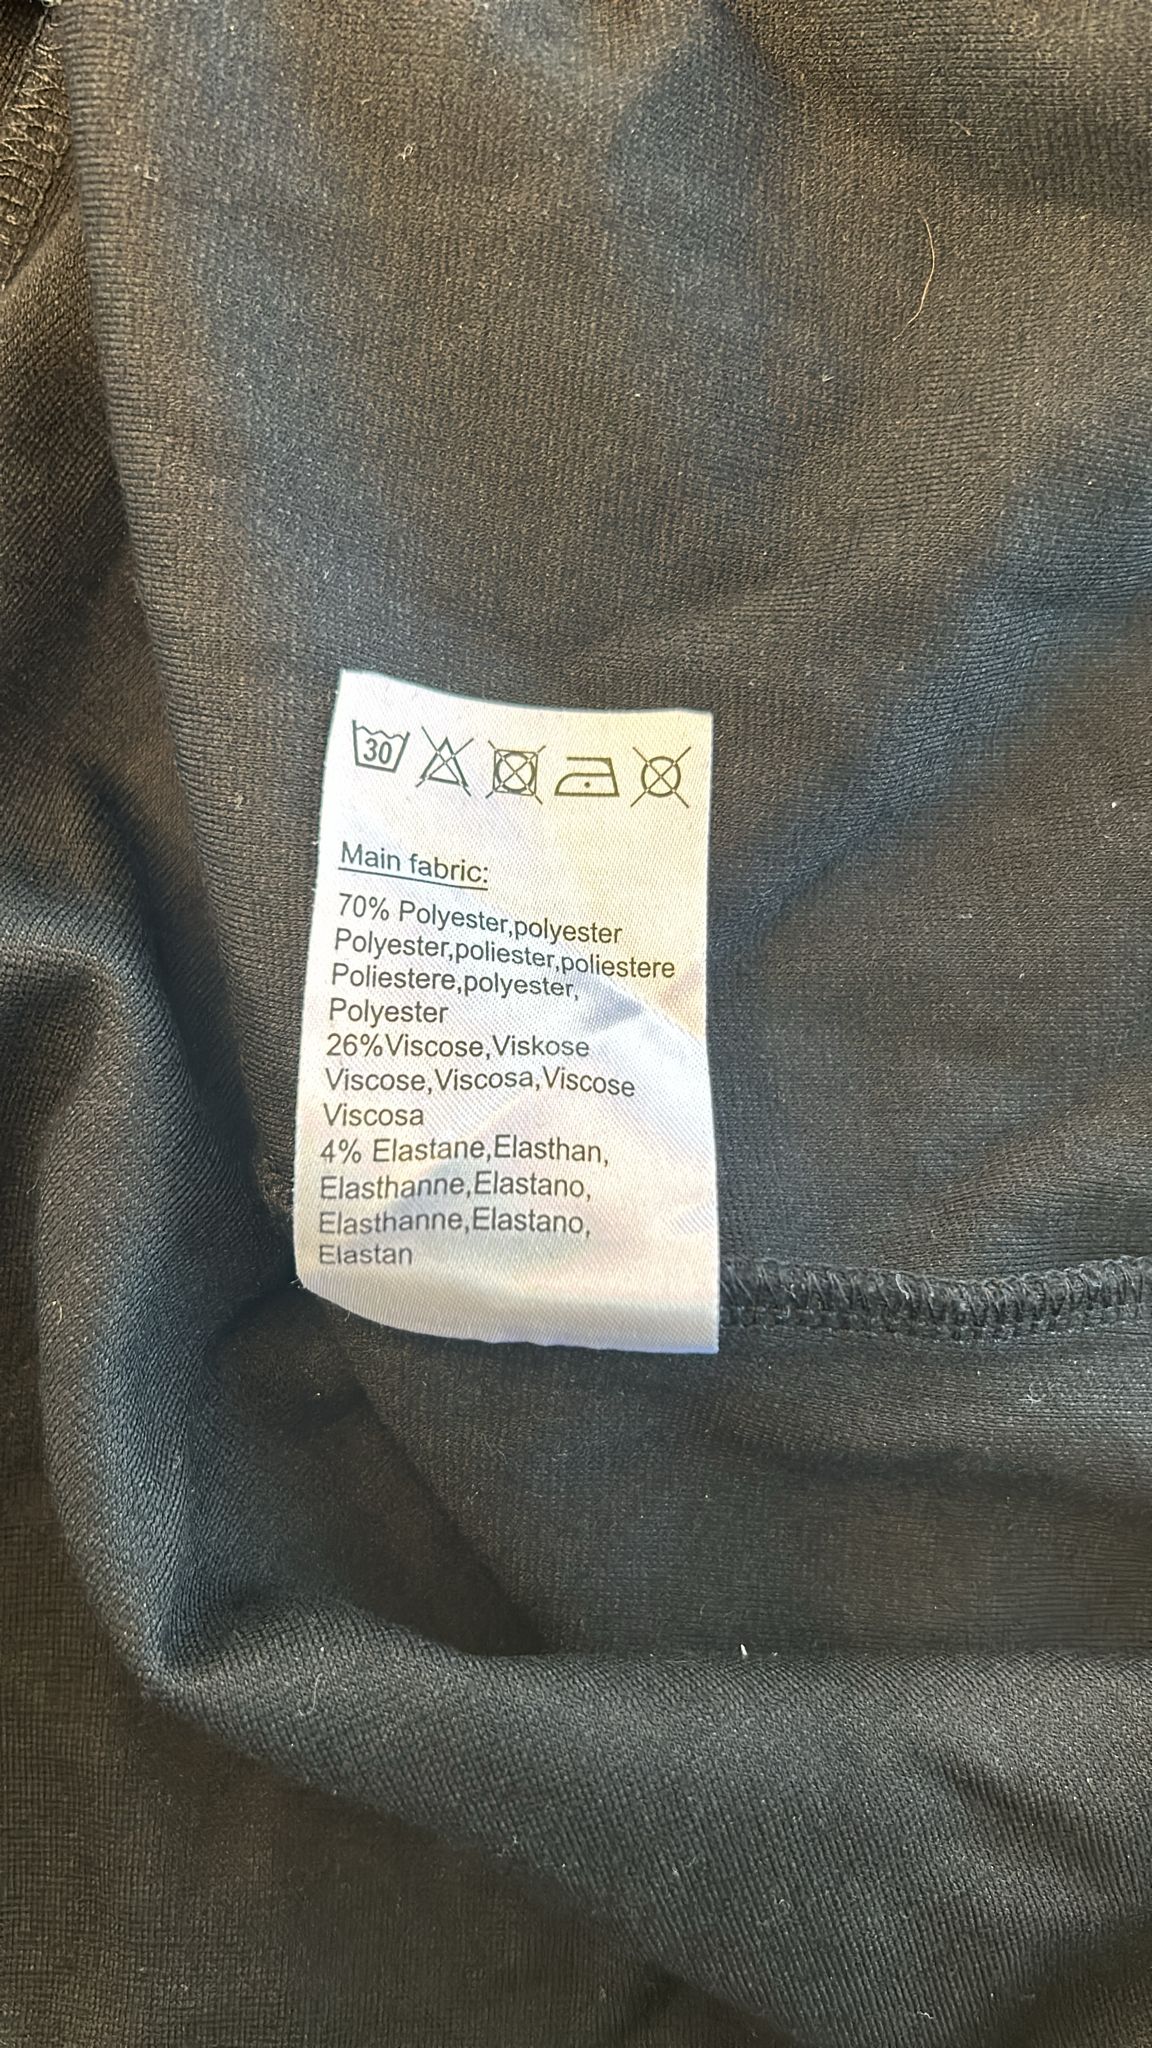 30
Main fabric:
70% Polyester,polyester
Polyester,poliester,poliestere
Poliestere,polyester,
Polyester
26%Viscose,Viskose
Viscose,Viscosa,Viscose
Viscosa
4% Elastane,Elasthan,
Elasthanne,Elastano,
Elasthanne,Elastano,
Elastan